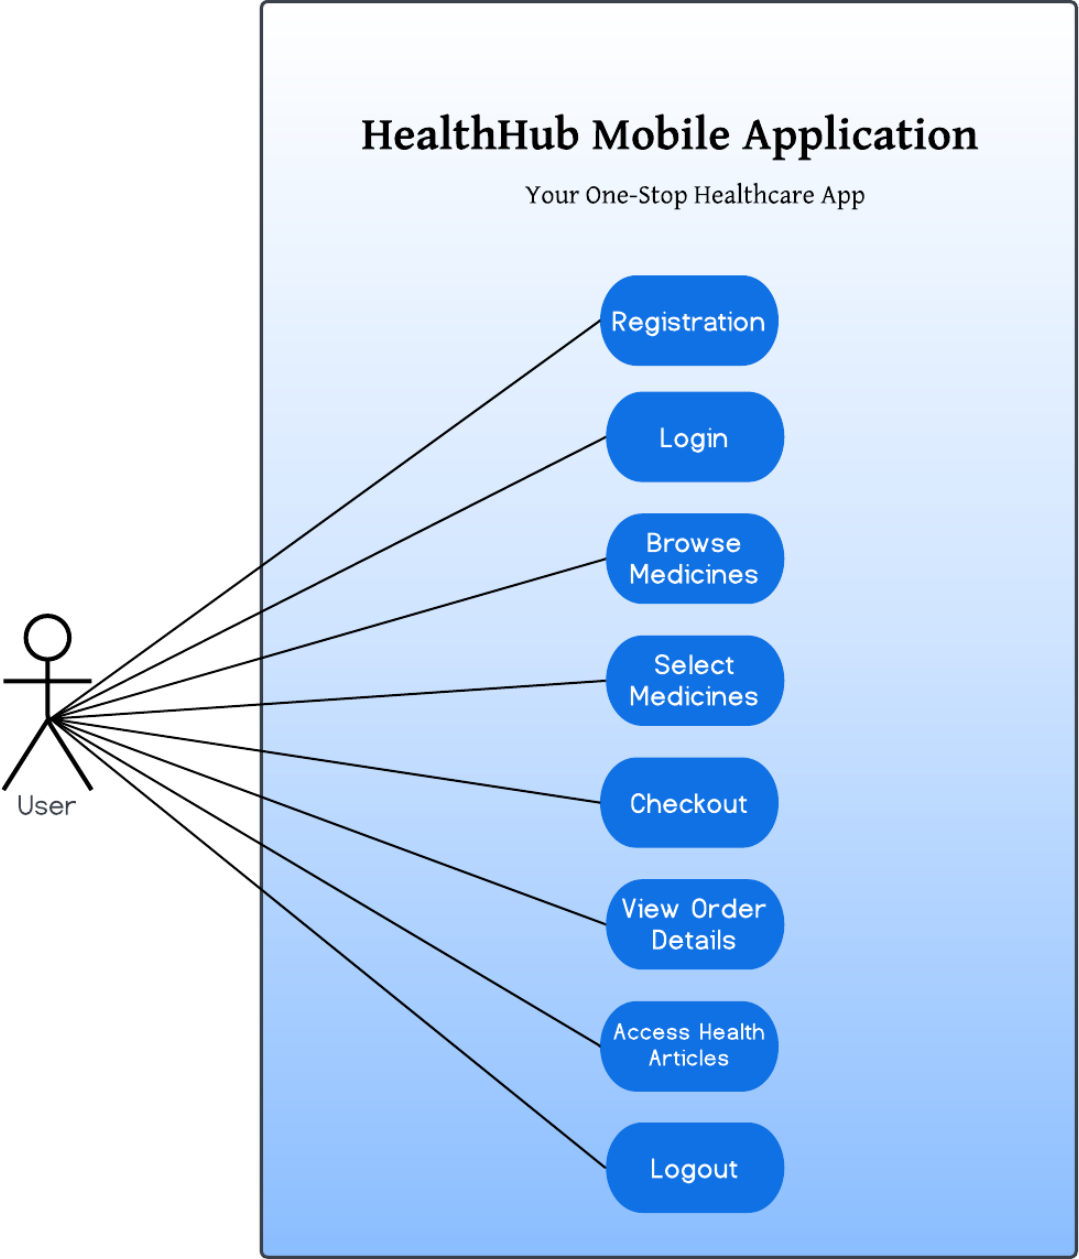 HealthHub Mobile Application
Your One-Stop Healthcare App
Registration
Login
Browse
Medicines
Select
Medicines
Checkout
User
View Order
Details
Access Health
Articles
Logout